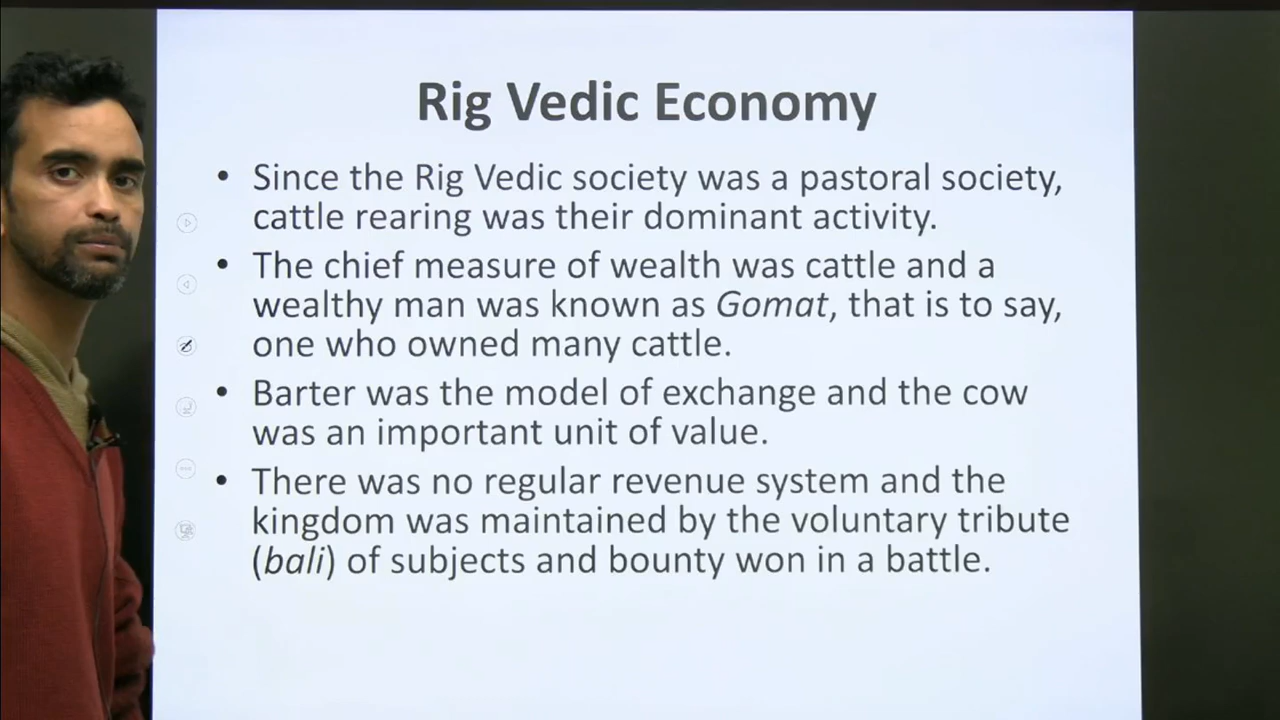 Rig Vedic Economy
• Since the Rig Vedic society was a pastoral society,
cattle rearing was their dominant activity.
• The chief measure of wealth was cattle and a
wealthy man was known as Gomat, that is to say,
one who owned many cattle.
• Barter was the model of exchange and the cow
was an important unit of value.
• There was no regular revenue system and the
kingdom was maintained by the voluntary tribute
(bali) of subjects and bounty won in a battle.